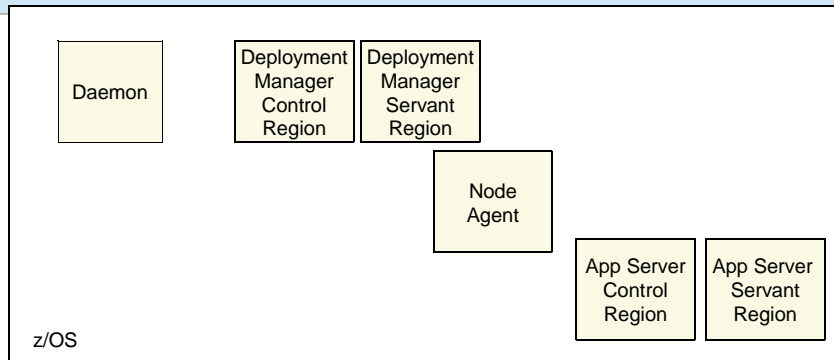 Daemon
Deployment
Manager
Control
Region
Deployment
Manager
Servant
Region
Node
Agent
App Server
Control
Region
App Server
Servant
Region
z/OS